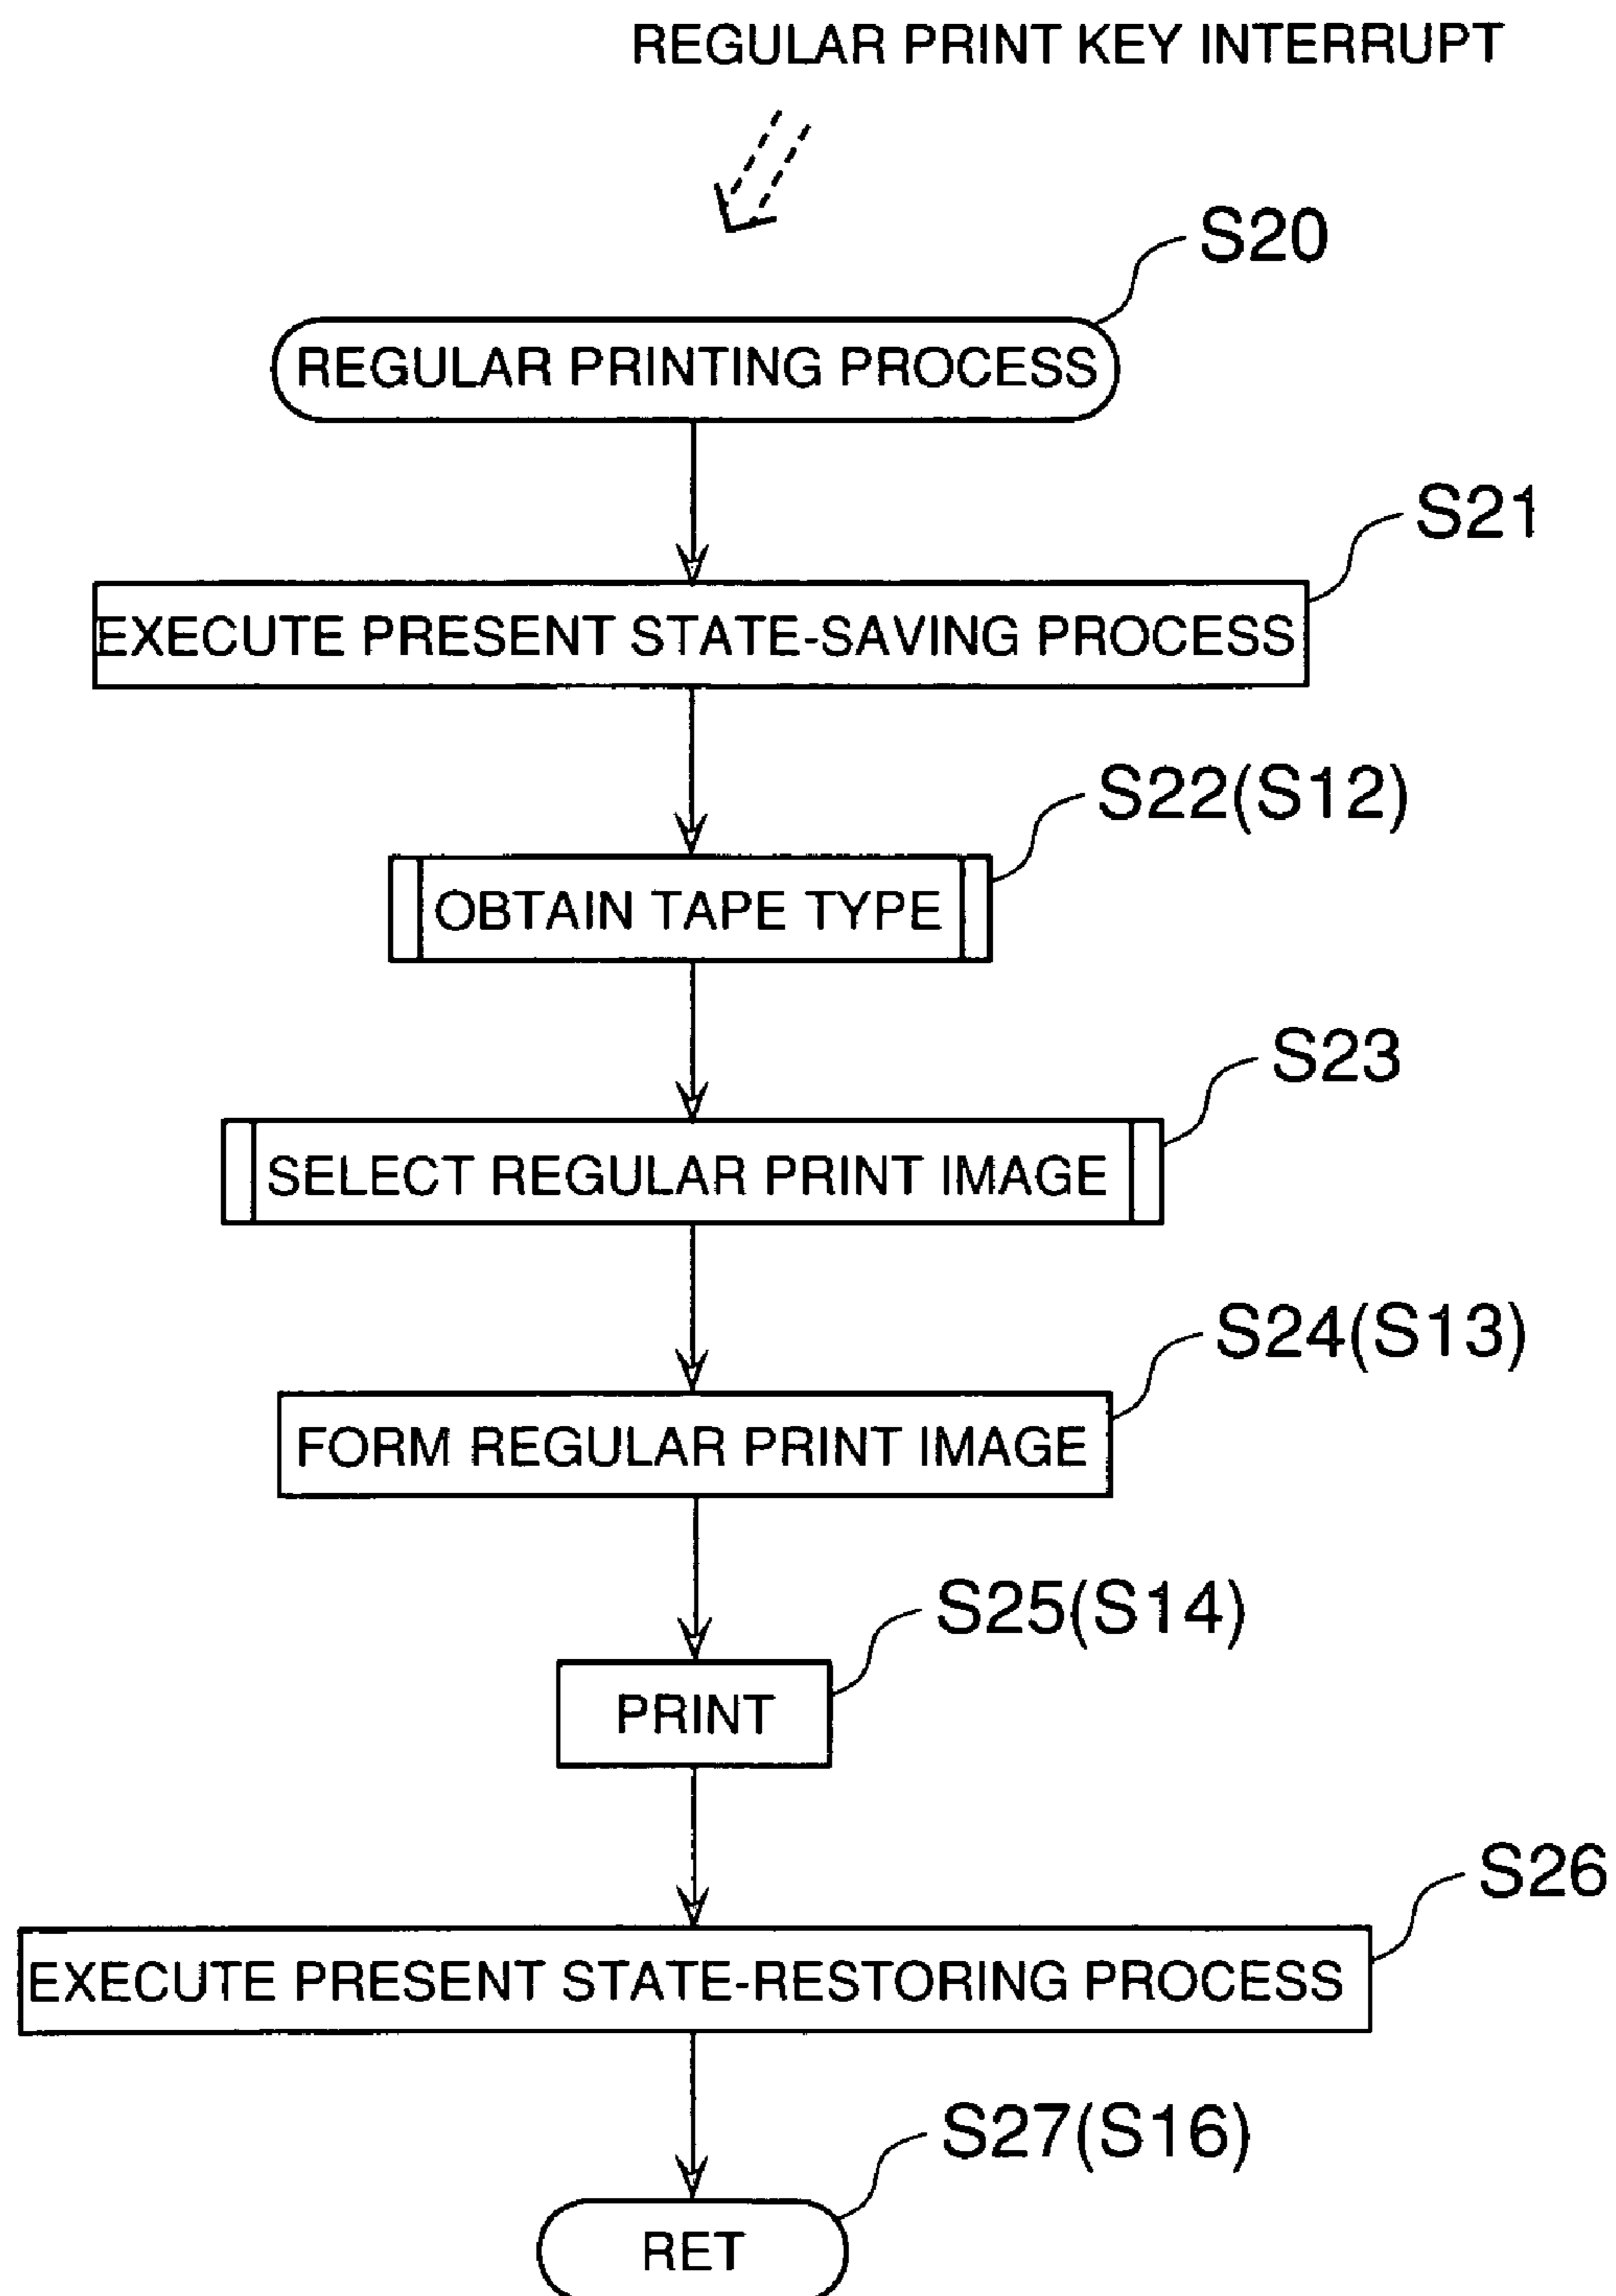 REGULAR PRINT KEY INTERRUPT
S20
REGULAR PRINTING PROCESS
S21
EXECUTE PRESENT STATE-SAVING PROCESS
S22(S12)
OBTAIN TAPE TYPE
S23
SELECT REGULAR PRINT IMAGE
S24(S13)
FORM REGULAR PRINT IMAGE
S25(S14)
PRINT
S26
EXECUTE PRESENT STATE-RESTORING PROCESS
S27(S16)
RET